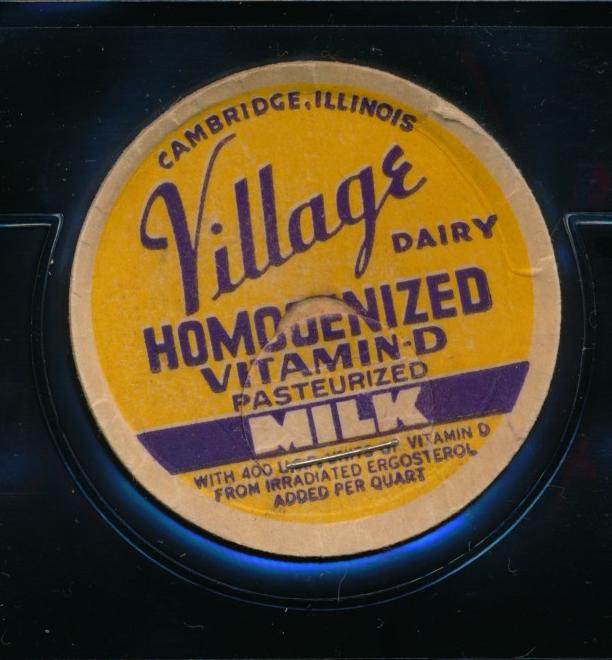 CAMBRIDGE, ILLINOIS
Village
DAIRY
HOMOGENIZED
VITAMIN-D
PASTEURIZED
MILK
WITH 400 U.S.P. UNITS OF VITAMIN D
FROM IRRADIATED ERGOSTEROL
ADDED PER QUART